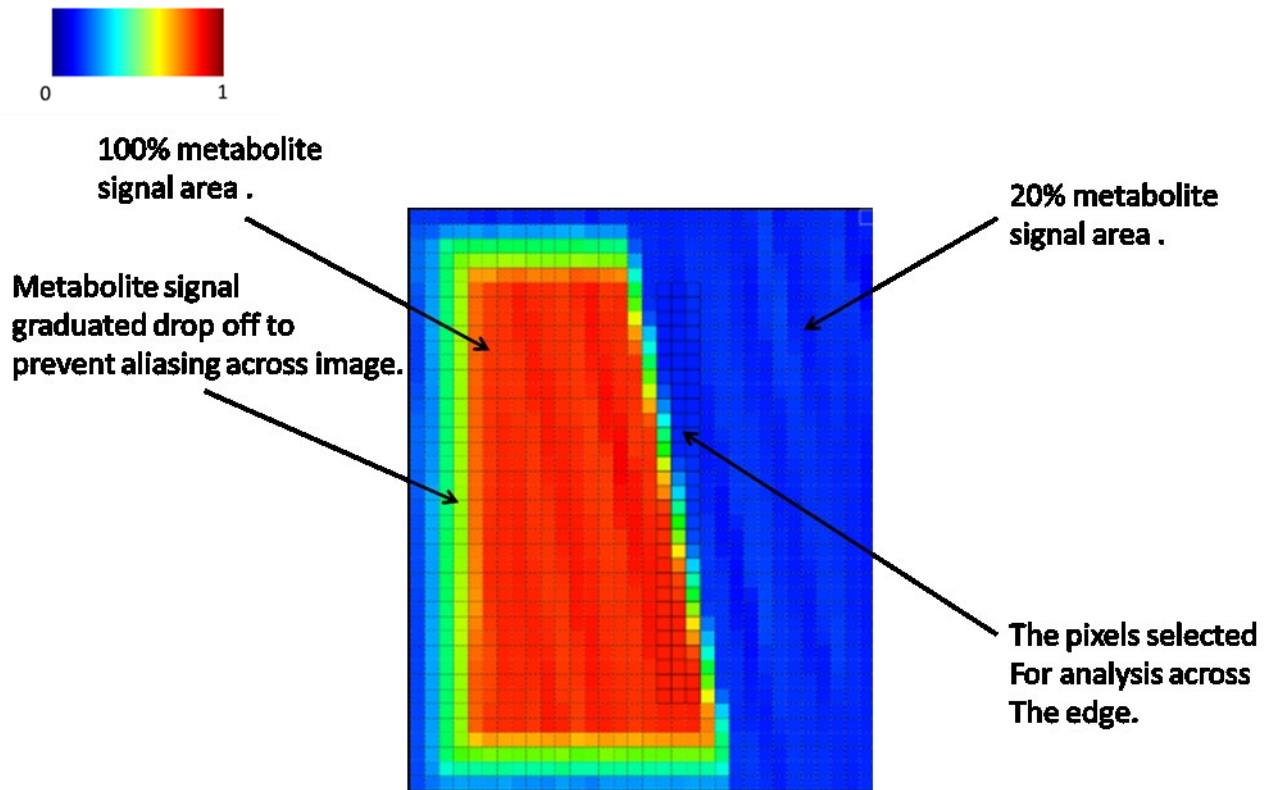 0 1
100% metabolite
signal area .
20% metabolite
signal area .
Metabolite signal
graduated drop off to
prevent aliasing across image.
The pixels selected
For analysis across
The edge.